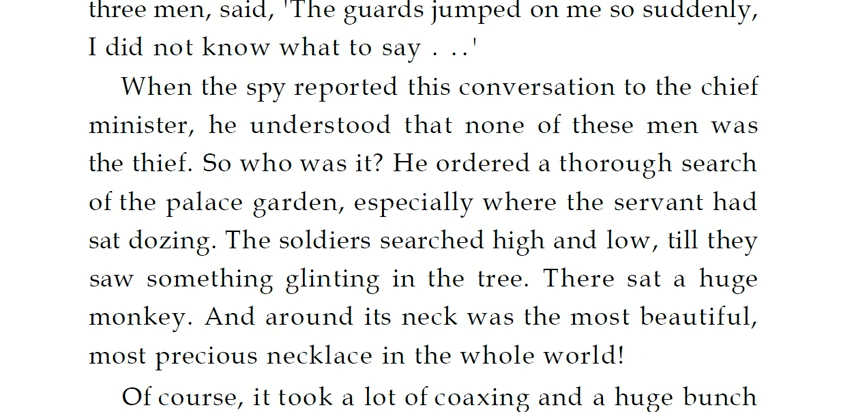 three men, said, 'The guards jumped on me so suddenly,
I did not know what to say . ..'
When the spy reported this conversation to the chief
minister, he understood that none of these men was
the thief. So who was it? He ordered a thorough search
of the palace garden, especially where the servant had
sat dozing. The soldiers searched high and low, till they
saw something glinting in the tree. There sat a huge
monkey. And around its neck was the most beautiful,
most precious necklace in the whole world!
Of course, it took a lot of coaxing and a huge bunch